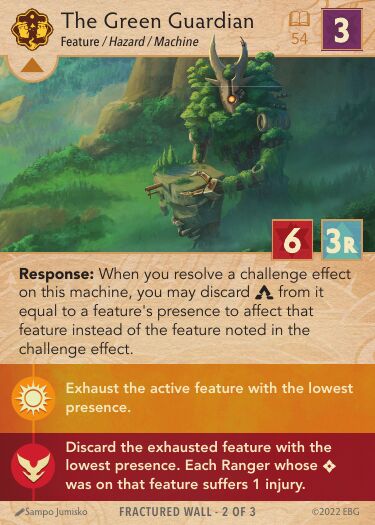 The Green Guardian
Feature / Hazard / Machine
54
3
6
3R
Response: When you resolve a challenge effect
on this machine, you may discard from it
equal to a feature's presence to affect that
feature instead of the feature noted in the
challenge effect.
Exhaust the active feature with the lowest
presence.
Discard the exhausted feature with the
lowest presence. Each Ranger whose
was on that feature suffers 1 injury.
Sampo Jumisko
FRACTURED WALL - 2 OF 3
©2022 EBG